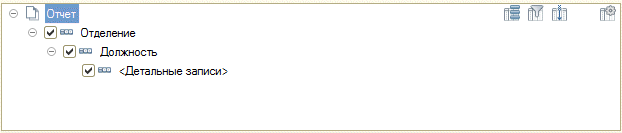 Отчет
Отделение
Должность
<Детальные записи>